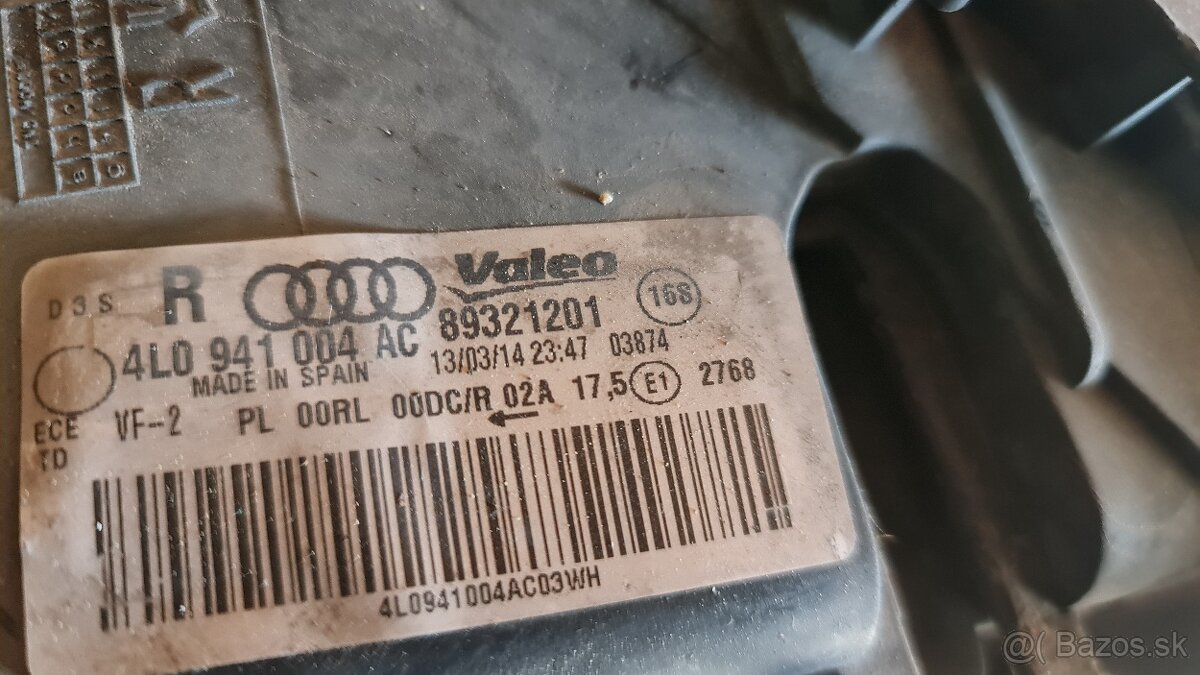 R
D3S R Valeo
4L0 941 004 AC 89321201 16S
MADE IN SPAIN 13/03/14 23:47 03874
ECE VF-2 PL 00RL 00DC/R 02A 17,5 E1 2768
TD
4L0941004AC03WH
@( Bazos.sk